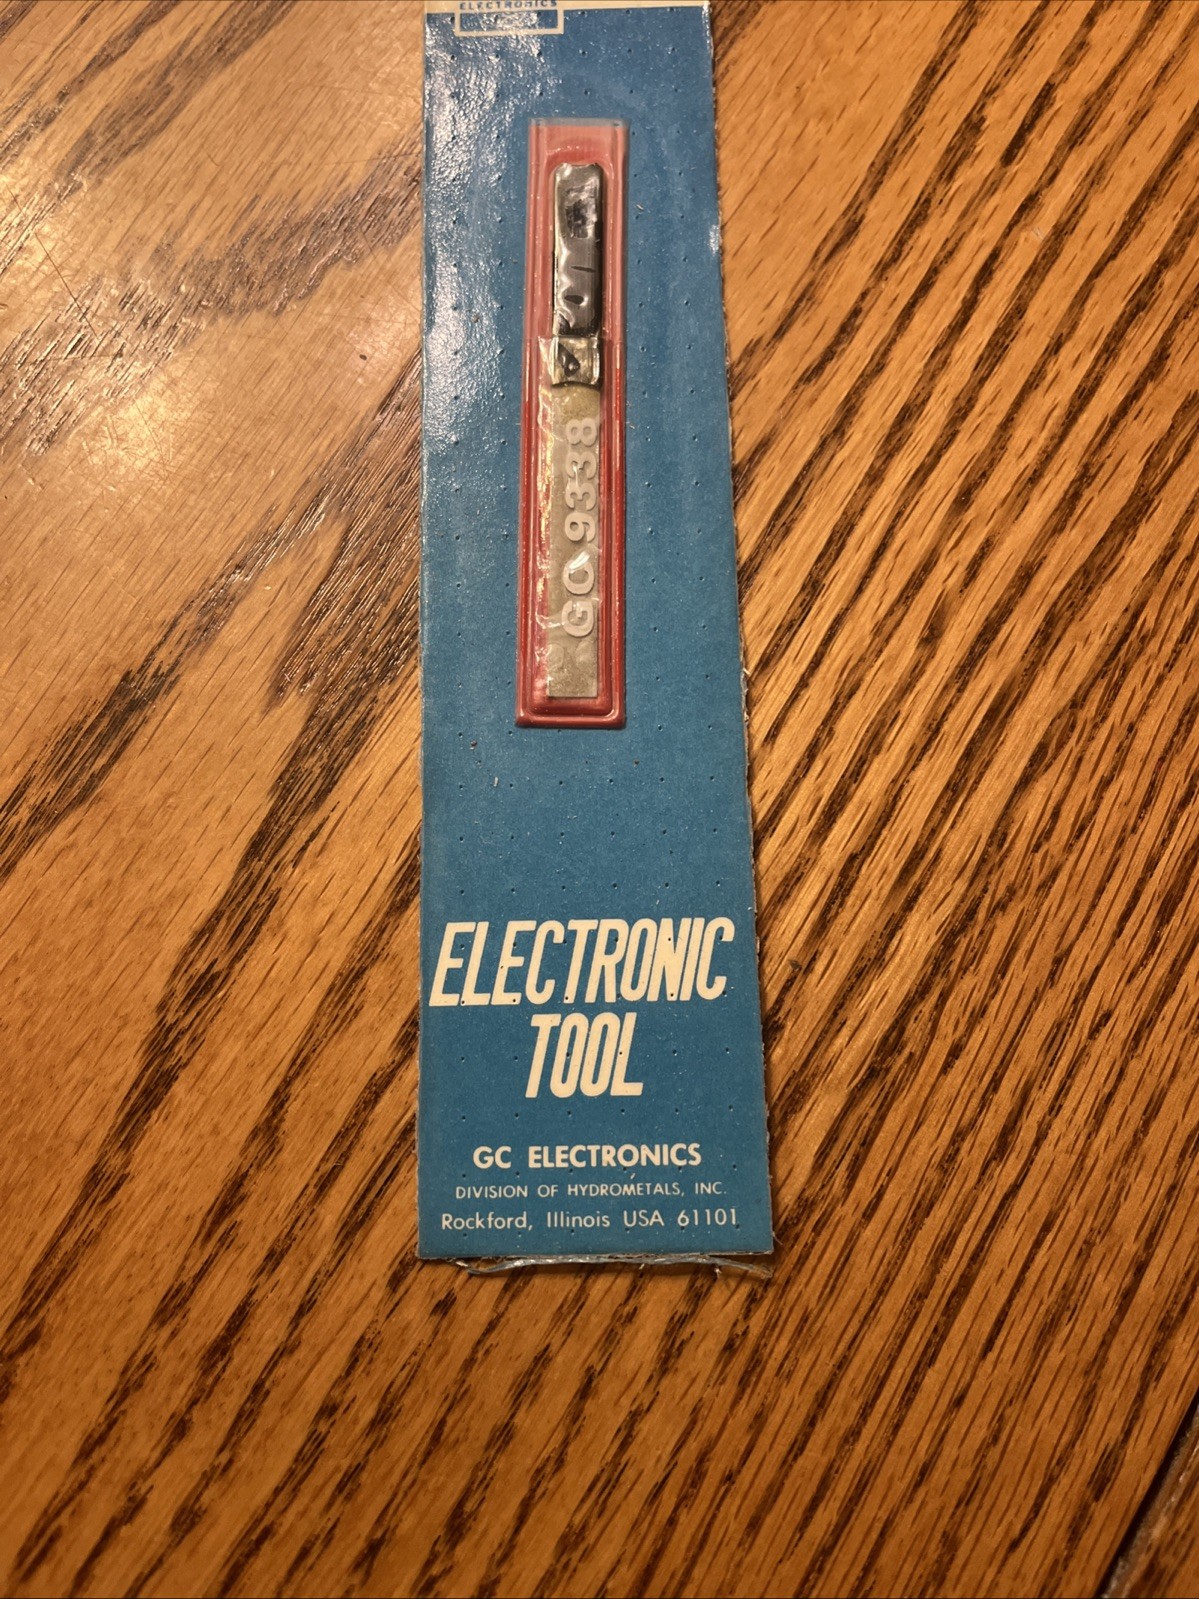 ELECTRONICS
GC 9338
ELECTRONIC
TOOL
GC ELECTRONICS
DIVISION OF HYDROMETALS, INC.
Rockford, Illinois USA 61101